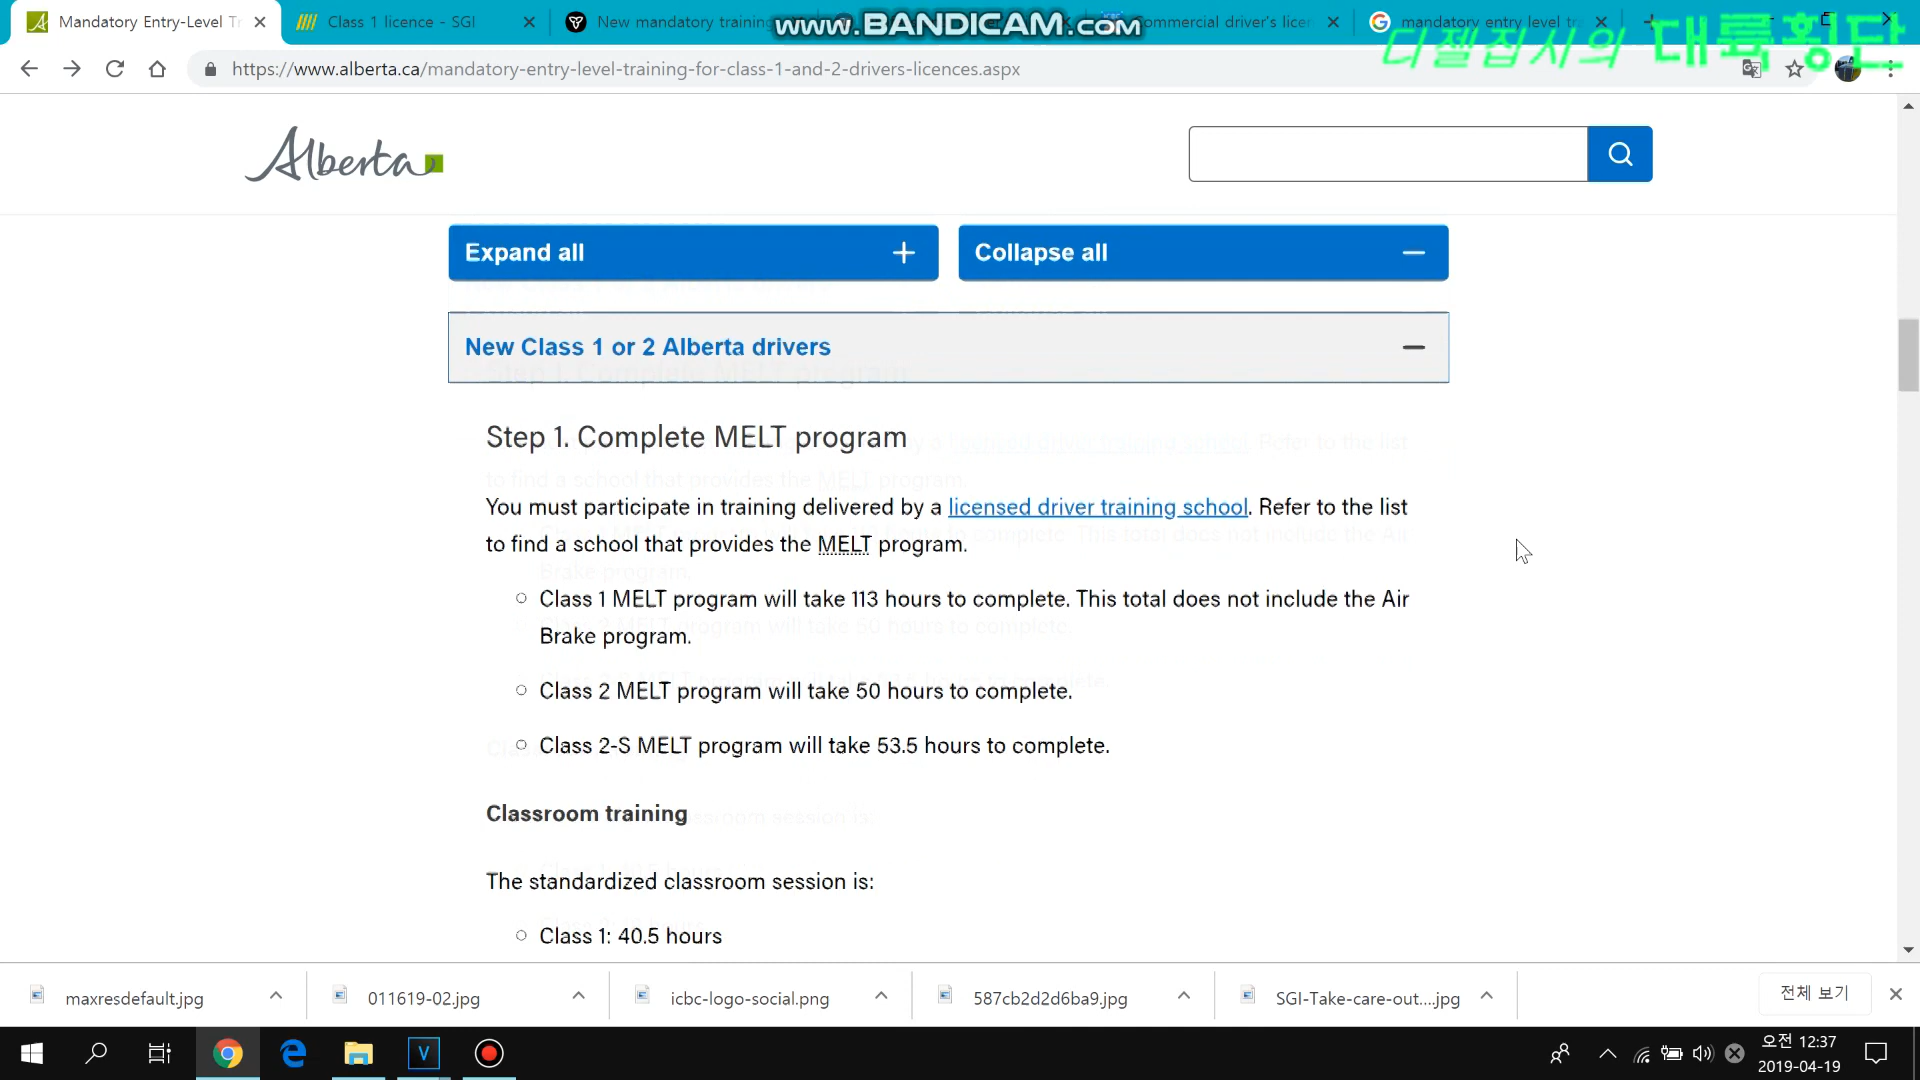 Mandatory Entry-Level Tr
Class 1 licence - SGI
New mandatory training
Commercial driver's licen
mandatory entry level tra
www.BANDICAM.com
디젤집시의 대륙횡단
https://www.alberta.ca/mandatory-entry-level-training-for-class-1-and-2-drivers-licences.aspx
Alberta
Expand all
Collapse all
New Class 1 or 2 Alberta drivers
Step 1. Complete MELT program
You must participate in training delivered by a licensed driver training school. Refer to the list
to find a school that provides the MELT program.
Class 1 MELT program will take 113 hours to complete. This total does not include the Air
Brake program.
Class 2 MELT program will take 50 hours to complete.
Class 2-S MELT program will take 53.5 hours to complete.
Classroom training
The standardized classroom session is:
Class 1: 40.5 hours
maxresdefault.jpg
011619-02.jpg
icbc-logo-social.png
587cb2d2d6ba9.jpg
SGI-Take-care-out....jpg
전체 보기
오전 12:37
2019-04-19